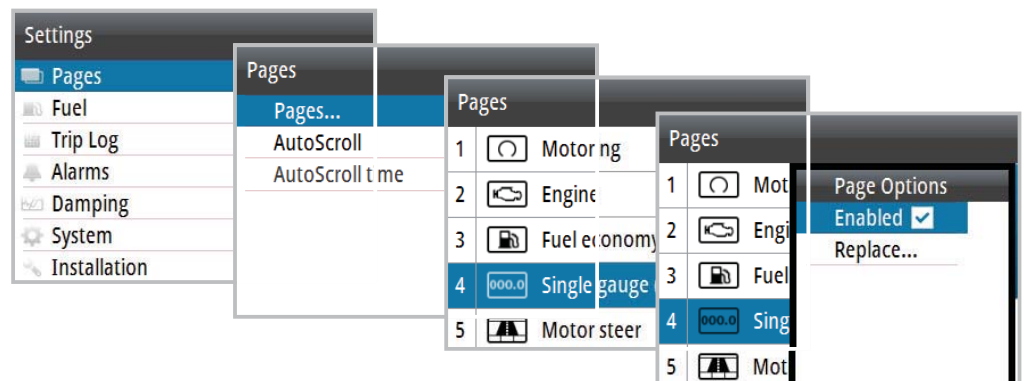 Settings
Pages
Fuel
Trip Log
Alarms
Damping
System
Installation
Pages
Pages...
AutoScroll
AutoScroll t me
Pages
1 Motor ng
2 Engine
3 Fuel economy
4 000.0 Single gauge
5 Motor steer
Pages
1 Mot
2 Engi
3 Fuel
4 000.0 Sing
5 Mot
Page Options
Enabled
Replace...